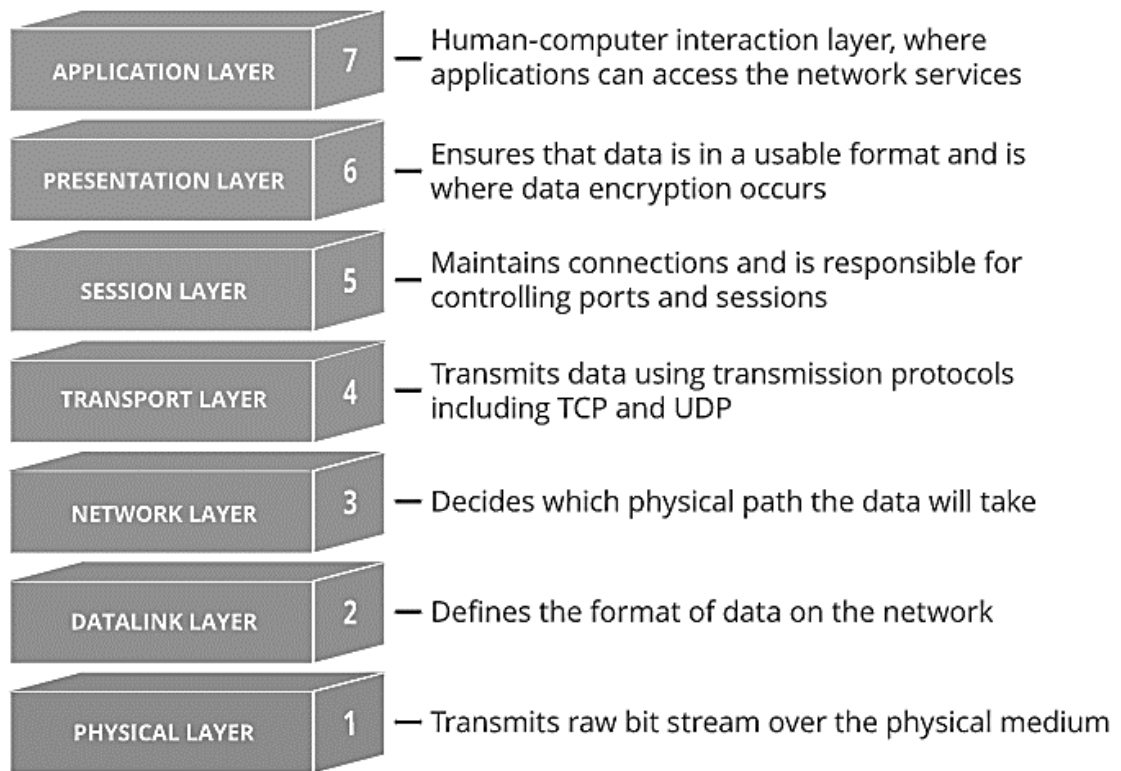 APPLICATION LAYER 7
Human-computer interaction layer, where
applications can access the network services
PRESENTATION LAYER 6
Ensures that data is in a usable format and is
where data encryption occurs
SESSION LAYER 5
Maintains connections and is responsible for
controlling ports and sessions
TRANSPORT LAYER 4
Transmits data using transmission protocols
including TCP and UDP
NETWORK LAYER 3
Decides which physical path the data will take
DATALINK LAYER 2
Defines the format of data on the network
PHYSICAL LAYER 1
Transmits raw bit stream over the physical medium